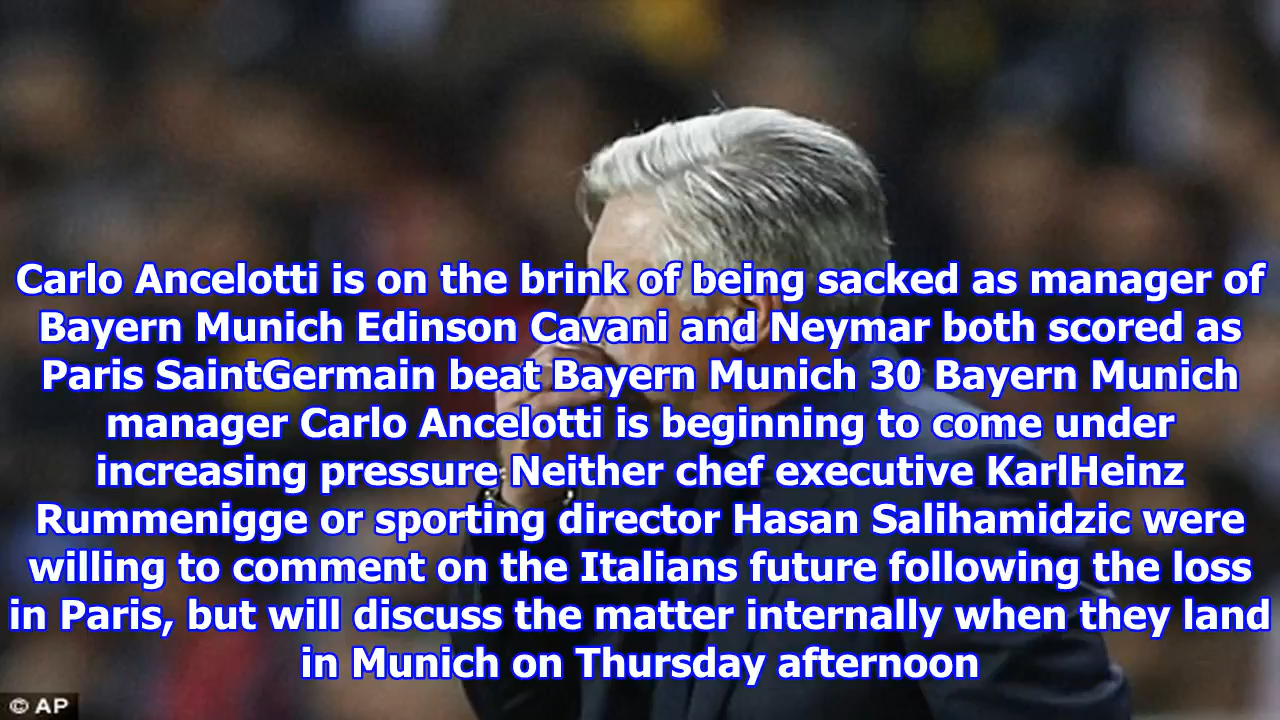 Carlo Ancelotti is on the brink of being sacked as manager of
Bayern Munich Edinson Cavani and Neymar both scored as
Paris SaintGermain beat Bayern Munich 30 Bayern Munich
manager Carlo Ancelotti is beginning to come under
increasing pressure Neither chef executive KarlHeinz
Rummenigge or sporting director Hasan Salihamidzic were
willing to comment on the Italians future following the loss
in Paris, but will discuss the matter internally when they land
in Munich on Thursday afternoon
© AP